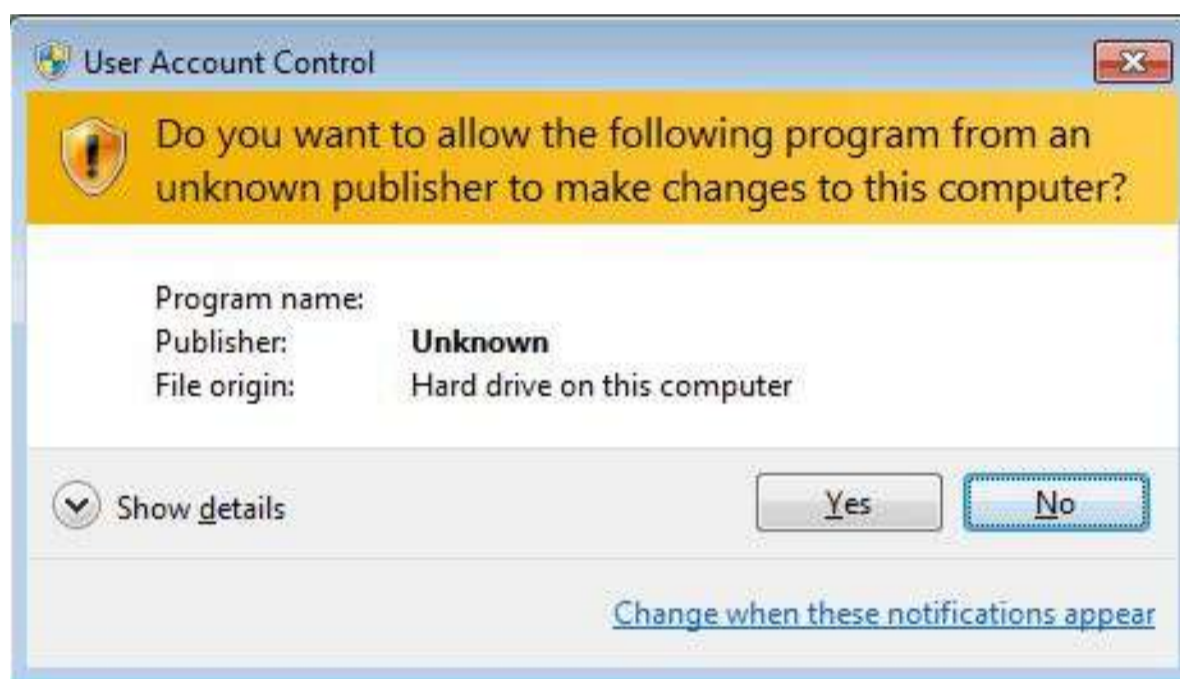 User Account Control
Do you want to allow the following program from an
unknown publisher to make changes to this computer?
Program name:
Publisher: Unknown
File origin: Hard drive on this computer
Show details
Yes No
Change when these notifications appear